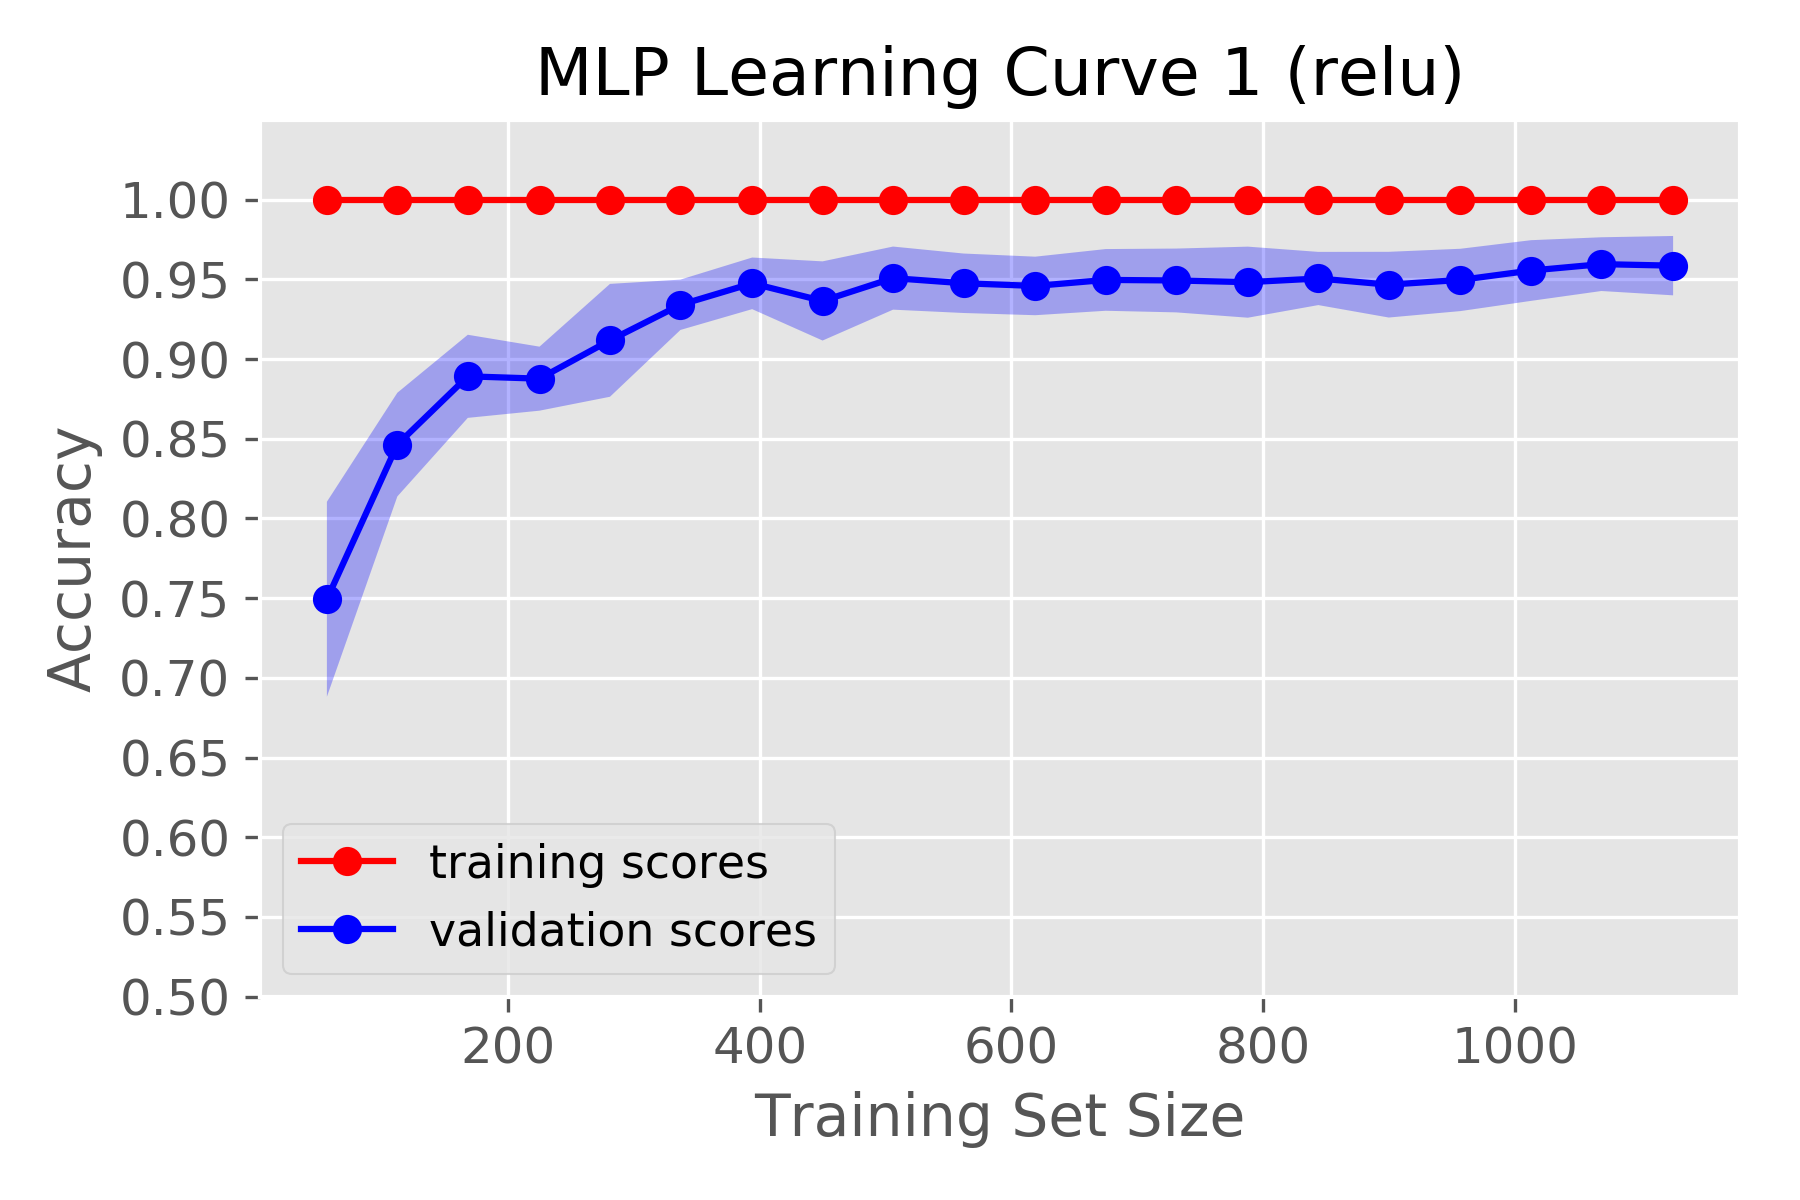 MLP Learning Curve 1 (relu)
1.00
0.95
0.90
0.85
0.80
0.75
0.70
0.65
0.60
0.55
0.50
Accuracy
training scores
validation scores
200 400 600 800 1000
Training Set Size